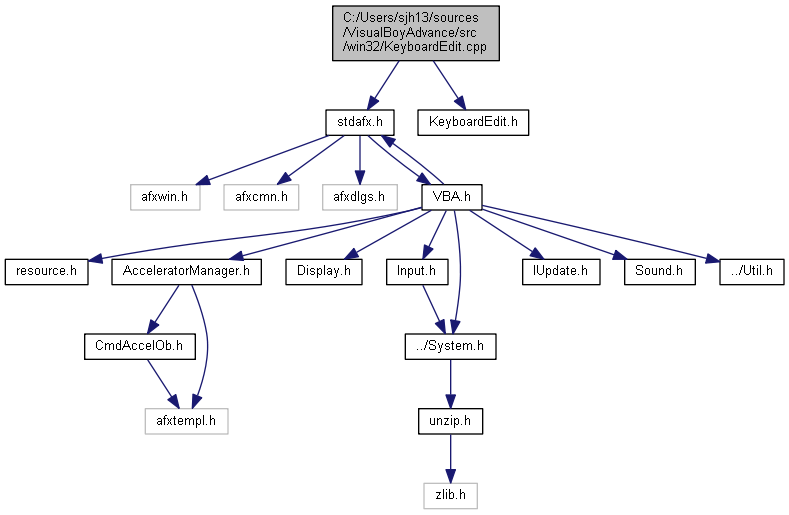 C:/Users/sjh13/sources
/VisualBoyAdvance/src
/win32/KeyboardEdit.cpp
stdafx.h
KeyboardEdit.h
afxwin.h
afxcmn.h
afxdlgs.h
VBA.h
resource.h
AcceleratorManager.h
Display.h
Input.h
IUpdate.h
Sound.h
../Util.h
CmdAccelOb.h
../System.h
afxtempl.h
unzip.h
zlib.h